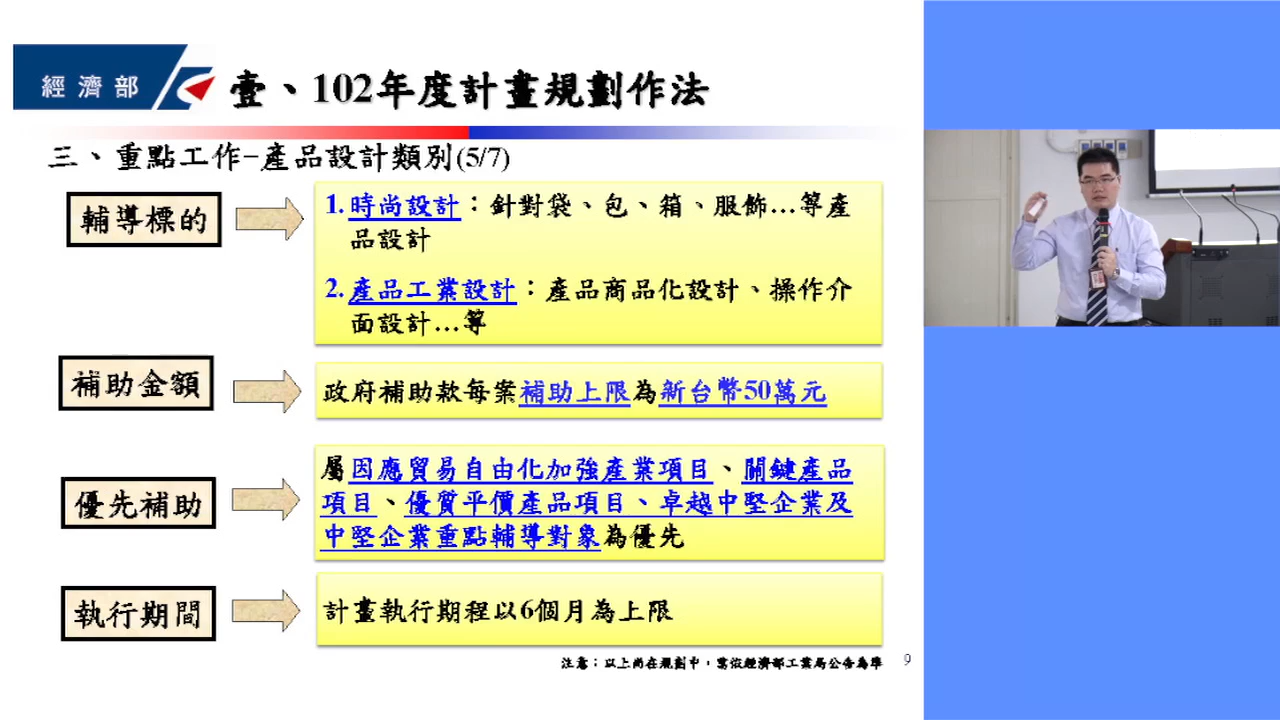 經濟部
壹、102年度計畫規劃作法
三、重點工作-產品設計類別(5/7)
輔導標的
1. 時尚設計：針對袋、包、箱、服飾...等產
品設計
2. 產品工業設計：產品商品化設計、操作介
面設計...等
補助金額
政府補助款每案補助上限為新台幣50萬元
優先補助
屬因應貿易自由化加強產業項目、關鍵產品
項目、優質平價產品項目、卓越中堅企業及
中堅企業重點輔導對象為優先
執行期間
計畫執行期程以6個月為上限
注意：以上尚在規劃中，需依經濟部工業局公告為準
9